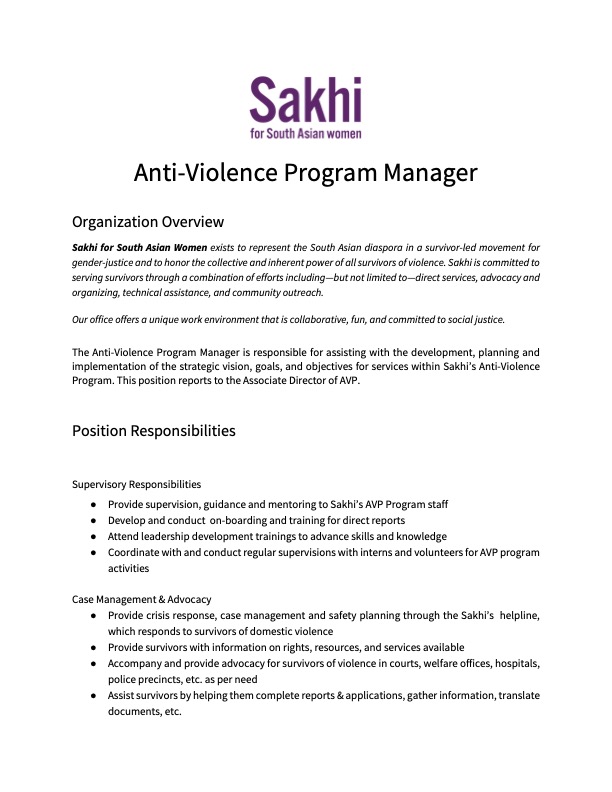 Sakhi
for South Asian women
Anti-Violence Program Manager
Organization Overview
Sakhi for South Asian Women exists to represent the South Asian diaspora in a survivor-led movement for
gender-justice and to honor the collective and inherent power of all survivors of violence. Sakhi is committed to
serving survivors through a combination of efforts including—but not limited to—direct services, advocacy and
organizing, technical assistance, and community outreach.
Our office offers a unique work environment that is collaborative, fun, and committed to social justice.
The Anti-Violence Program Manager is responsible for assisting with the development, planning and
implementation of the strategic vision, goals, and objectives for services within Sakhi's Anti-Violence
Program. This position reports to the Associate Director of AVP.
Position Responsibilities
Supervisory Responsibilities
● Provide supervision, guidance and mentoring to Sakhi's AVP Program staff
● Develop and conduct on-boarding and training for direct reports
● Attend leadership development trainings to advance skills and knowledge
● Coordinate with and conduct regular supervisions with interns and volunteers for AVP program
activities
Case Management & Advocacy
● Provide crisis response, case management and safety planning through the Sakhi's helpline,
which responds to survivors of domestic violence
● Provide survivors with information on rights, resources, and services available
● Accompany and provide advocacy for survivors of violence in courts, welfare offices, hospitals,
police precincts, etc. as per need
● Assist survivors by helping them complete reports & applications, gather information, translate
documents, etc.